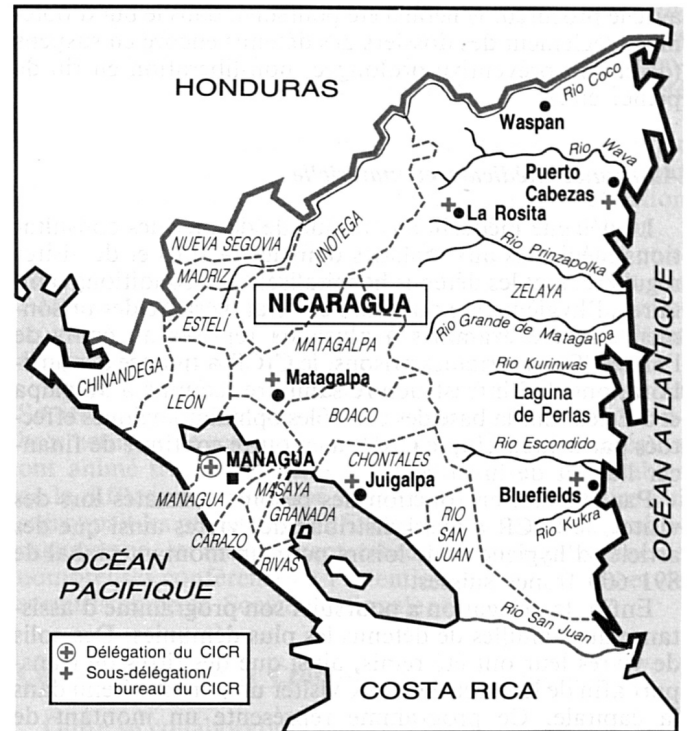 HONDURAS
Rio Coco
Waspan
Rio Wava
Puerto
Cabezas
La Rosita
Rio Prinzapolka
NUEVA SEGOVIA
JINOTEGA
MADRIZ
ZELAYA
NICARAGUA
ESTELÍ
Rio Grande de Matagalpa
MATAGALPA
CHINANDEGA
Rio Kurinwas
LEÓN
Matagalpa
Laguna
de Perlas
BOACO
Rio Escondido
MANAGUA
CHONTALES
Juigalpa
Bluefields
MANAGUA
MASAYA
GRANADA
Rio Kukra
CARAZO
RIO
SAN
JUAN
RIVAS
OCÉAN
PACIFIQUE
OCÉAN ATLANTIQUE
Rio San Juan
Délégation du CICR
Sous-délégation/
bureau du CICR
COSTA RICA